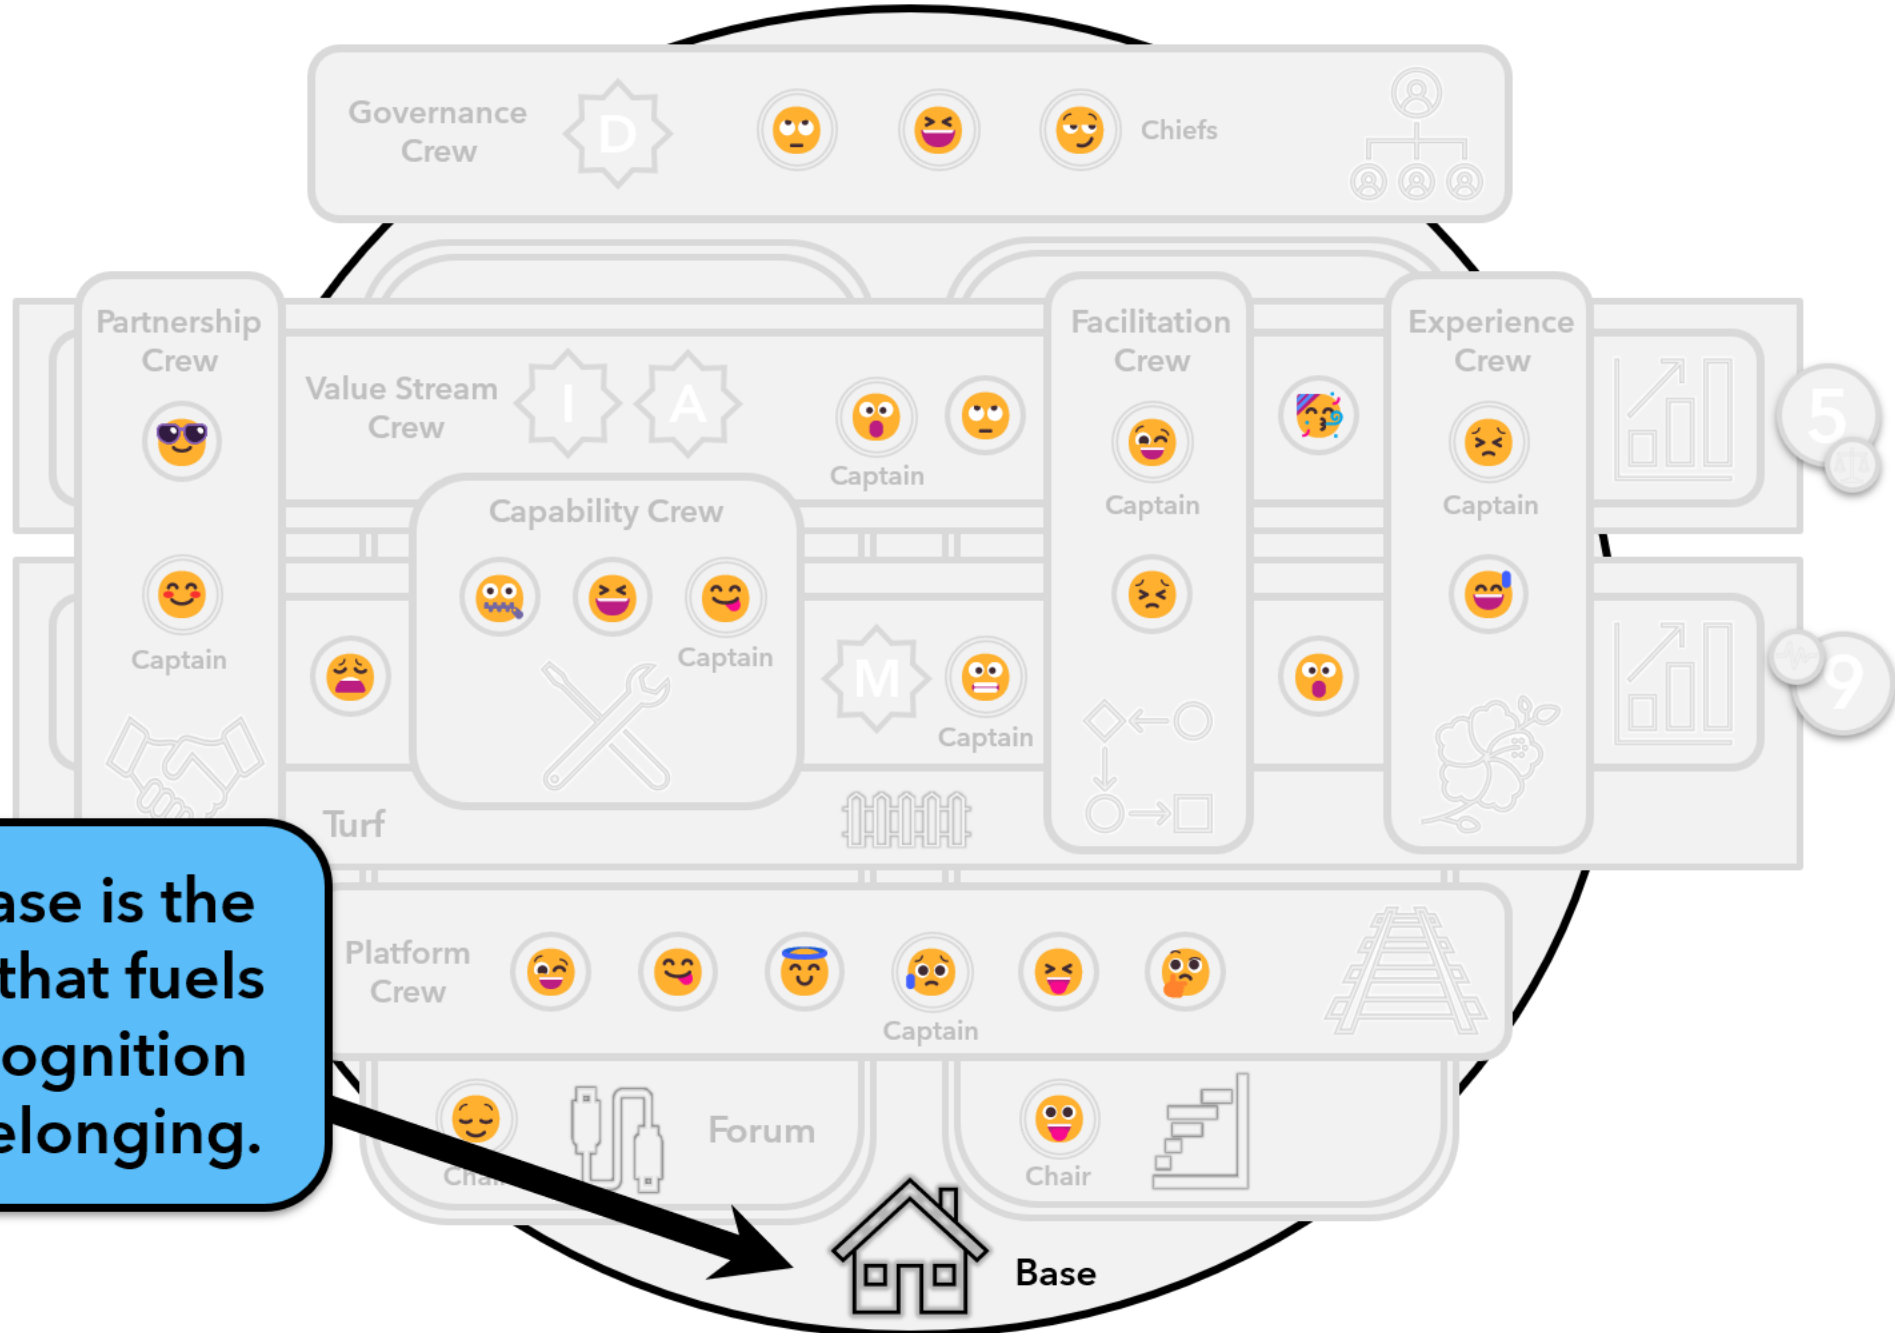 Governance
Crew
D
Chiefs
Partnership
Crew
Captain
Value Stream
Crew
I
A
Captain
Facilitation
Crew
Captain
Experience
Crew
Captain
5
Capability Crew
Captain
M
Captain
9
Turf
ase is the
that fuels
ognition
elonging.
Platform
Crew
Captain
Chair
Forum
Chair
Base